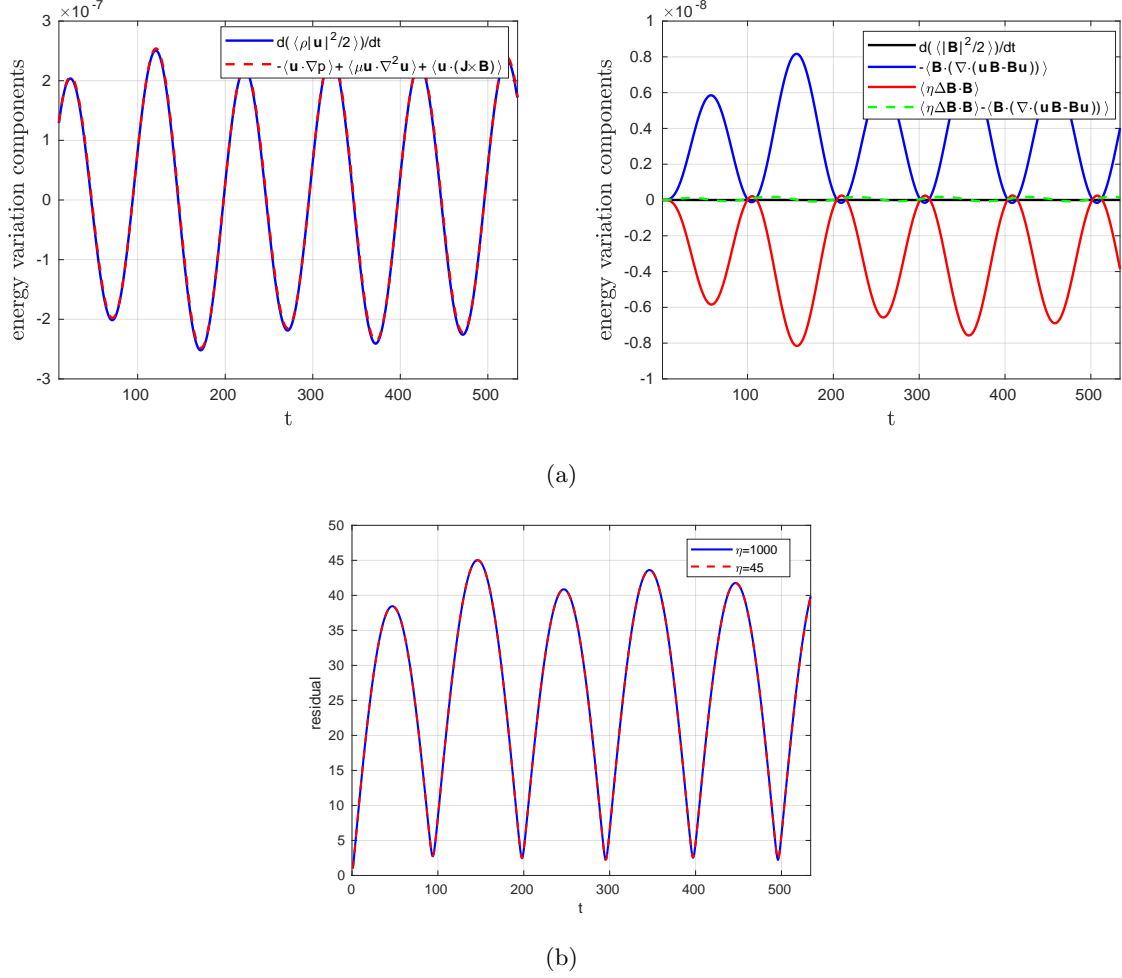 ×10⁻⁷
3
2
1
0
-1
-2
-3
100
200
300
400
500
t
energy variation components
d(⟨ρ|u|²/2⟩)/dt
-⟨u·∇p⟩+⟨μu·∇²u⟩+⟨u·(J×B)⟩
×10⁻⁸
1
0.8
0.6
0.4
0.2
0
-0.2
-0.4
-0.6
-0.8
-1
100
200
300
400
500
t
energy variation components
d(⟨|B|²/2⟩)/dt
-⟨B·(∇·(uB-Bu))⟩
⟨ηΔB·B⟩
⟨ηΔB·B⟩-⟨B·(∇·(uB-Bu))⟩
(a)
50
45
40
35
30
25
20
15
10
5
0
0
100
200
300
400
500
t
residual
η=1000
η=45
(b)